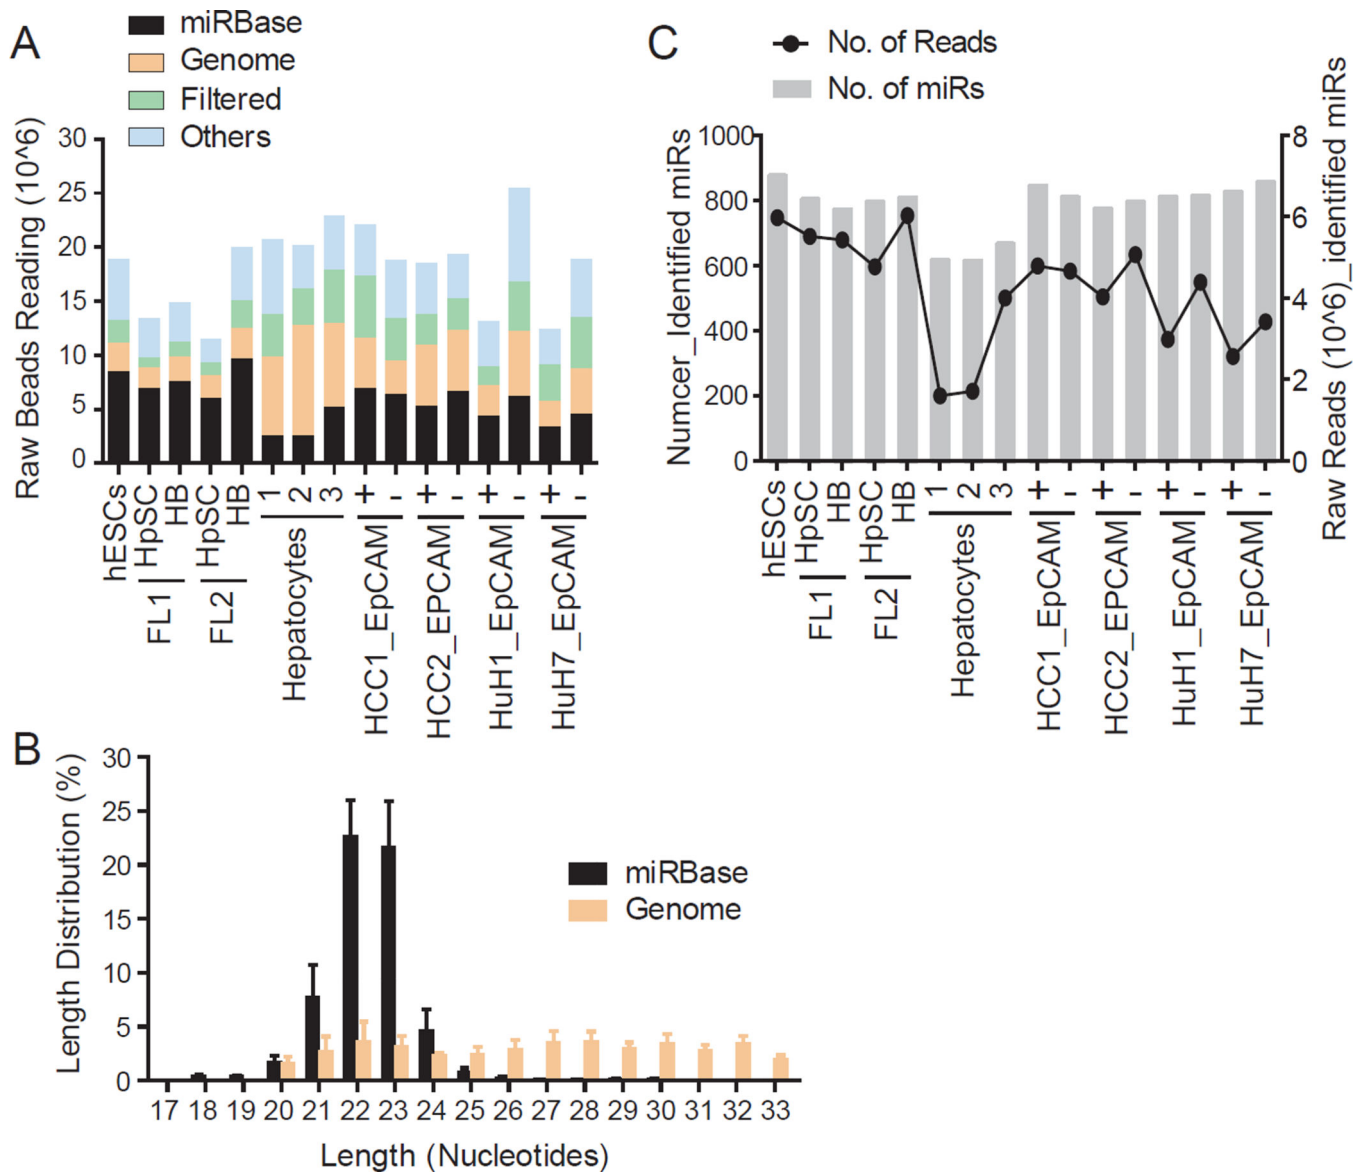 A
miRBase
Genome
Filtered
Others
Raw Beads Reading (10^6)
30
25
20
15
10
5
0
hESCs
HpSC
HB
HpSC
HB
1
2
3
+
-
+
-
+
-
+
-
FL1
FL2
Hepatocytes
HCC1_EpCAM
HCC2_EPCAM
HuH1_EpCAM
HuH7_EpCAM
C
No. of Reads
No. of miRs
Numcer_Identified miRs
1000
800
600
400
200
0
Raw Reads (10^6)_identified miRs
8
6
4
2
0
hESCs
HpSC
HB
HpSC
HB
1
2
3
+
-
+
-
+
-
+
-
FL1
FL2
Hepatocytes
HCC1_EpCAM
HCC2_EPCAM
HuH1_EpCAM
HuH7_EpCAM
B
Length Distribution (%)
30
25
20
15
10
5
0
miRBase
Genome
17 18 19 20 21 22 23 24 25 26 27 28 29 30 31 32 33
Length (Nucleotides)